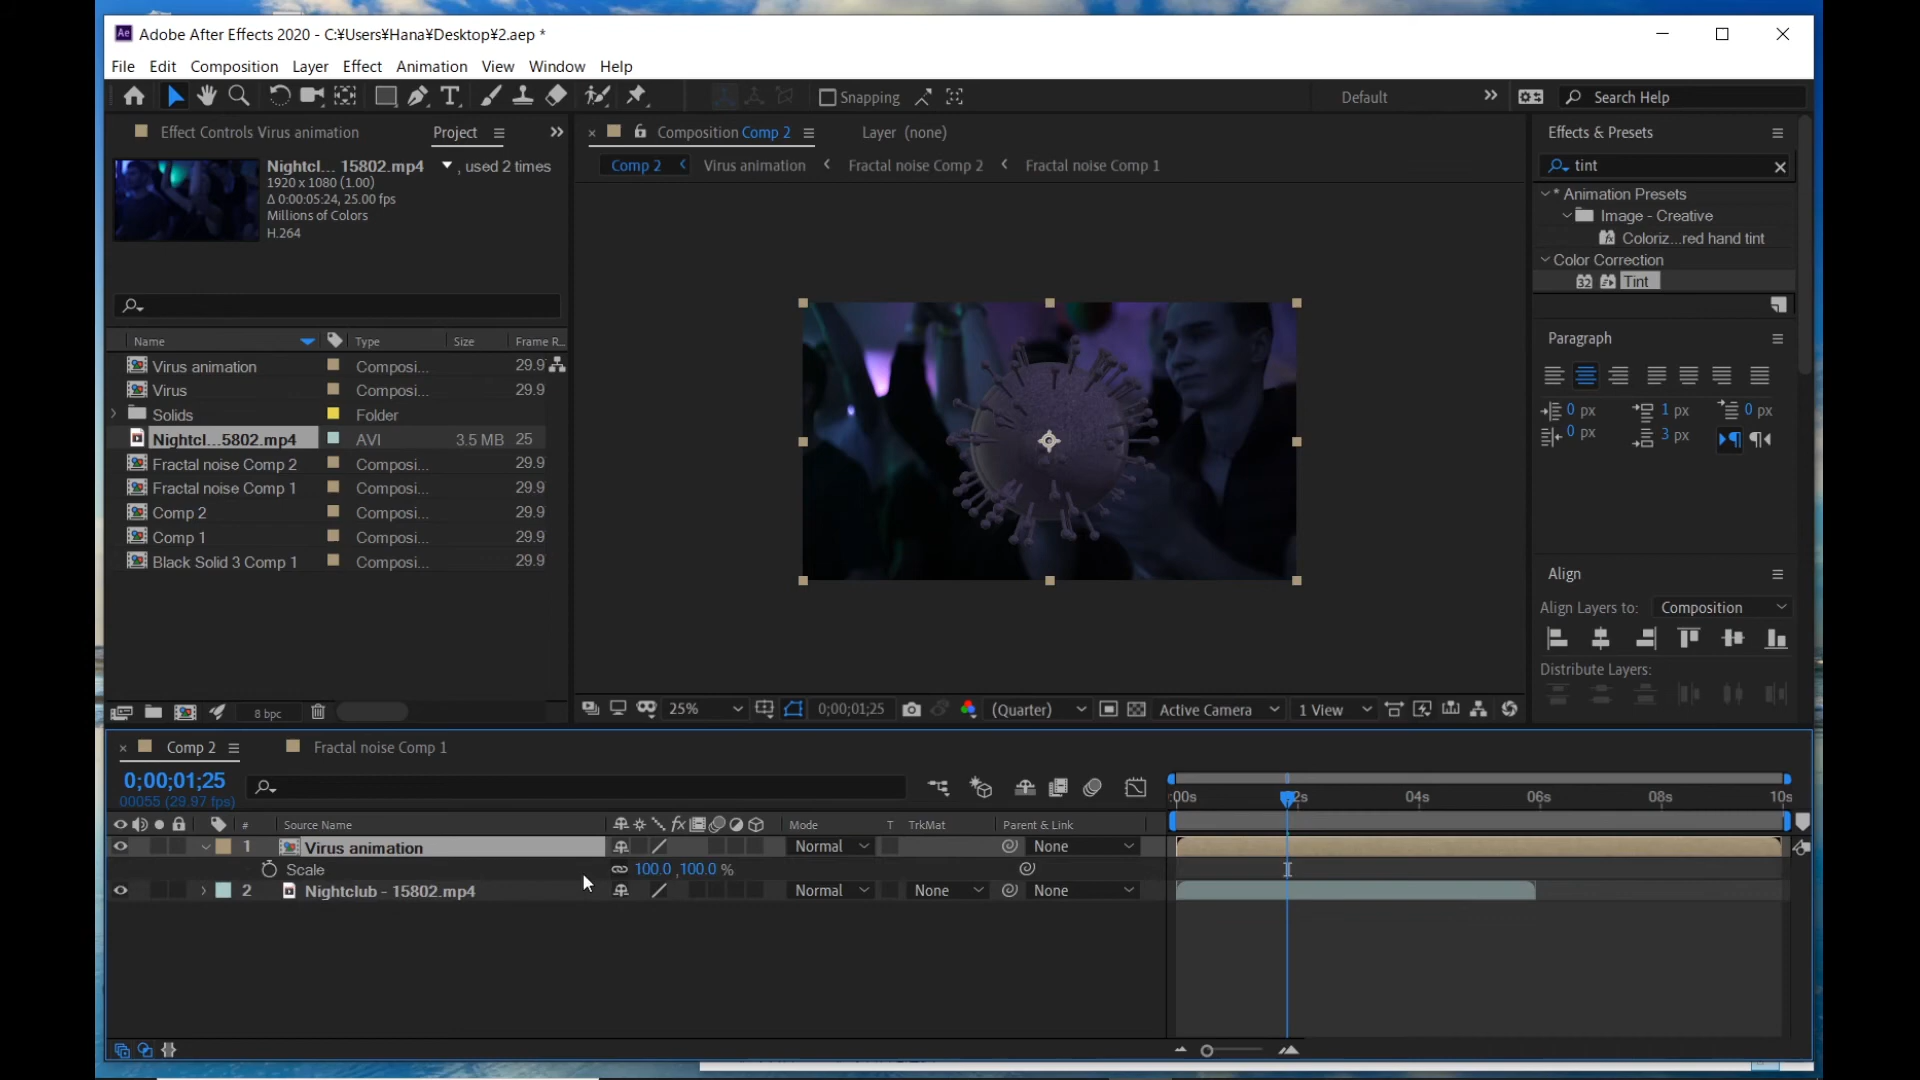 Adobe After Effects 2020 - C:¥Users¥Hana¥Desktop¥2.aep *
File Edit Composition Layer Effect Animation View Window Help
Snapping Default Search Help
Effect Controls Virus animation Project
Composition Comp 2 Layer (none)
Effects & Presets
Comp 2 Virus animation Fractal noise Comp 2 Fractal noise Comp 1
tint
Nightcl... 15802.mp4 , used 2 times
1920 x 1080 (1.00)
Δ 0:00:05:24, 25.00 fps
Millions of Colors
H.264
* Animation Presets
Image - Creative
Coloriz...red hand tint
Color Correction
32 Tint
Name Type Size Frame R...
Virus animation Composi... 29.9
Virus Composi... 29.9
Solids Folder
Nightcl...5802.mp4 AVI 3.5 MB 25
Fractal noise Comp 2 Composi... 29.9
Fractal noise Comp 1 Composi... 29.9
Comp 2 Composi... 29.9
Comp 1 Composi... 29.9
Black Solid 3 Comp 1 Composi... 29.9
Paragraph
0 px 1 px 0 px
0 px 3 px
Align
Align Layers to: Composition
Distribute Layers:
8 bpc
25% 0;00;01;25 (Quarter) Active Camera 1 View
Comp 2 Fractal noise Comp 1
0;00;01;25
00055 (29.97 fps)
:00s 2s 04s 06s 08s 10s
# Source Name fx Mode T TrkMat Parent & Link
1 Virus animation Normal None
Scale 100.0 ,100.0 %
2 Nightclub - 15802.mp4 Normal None None